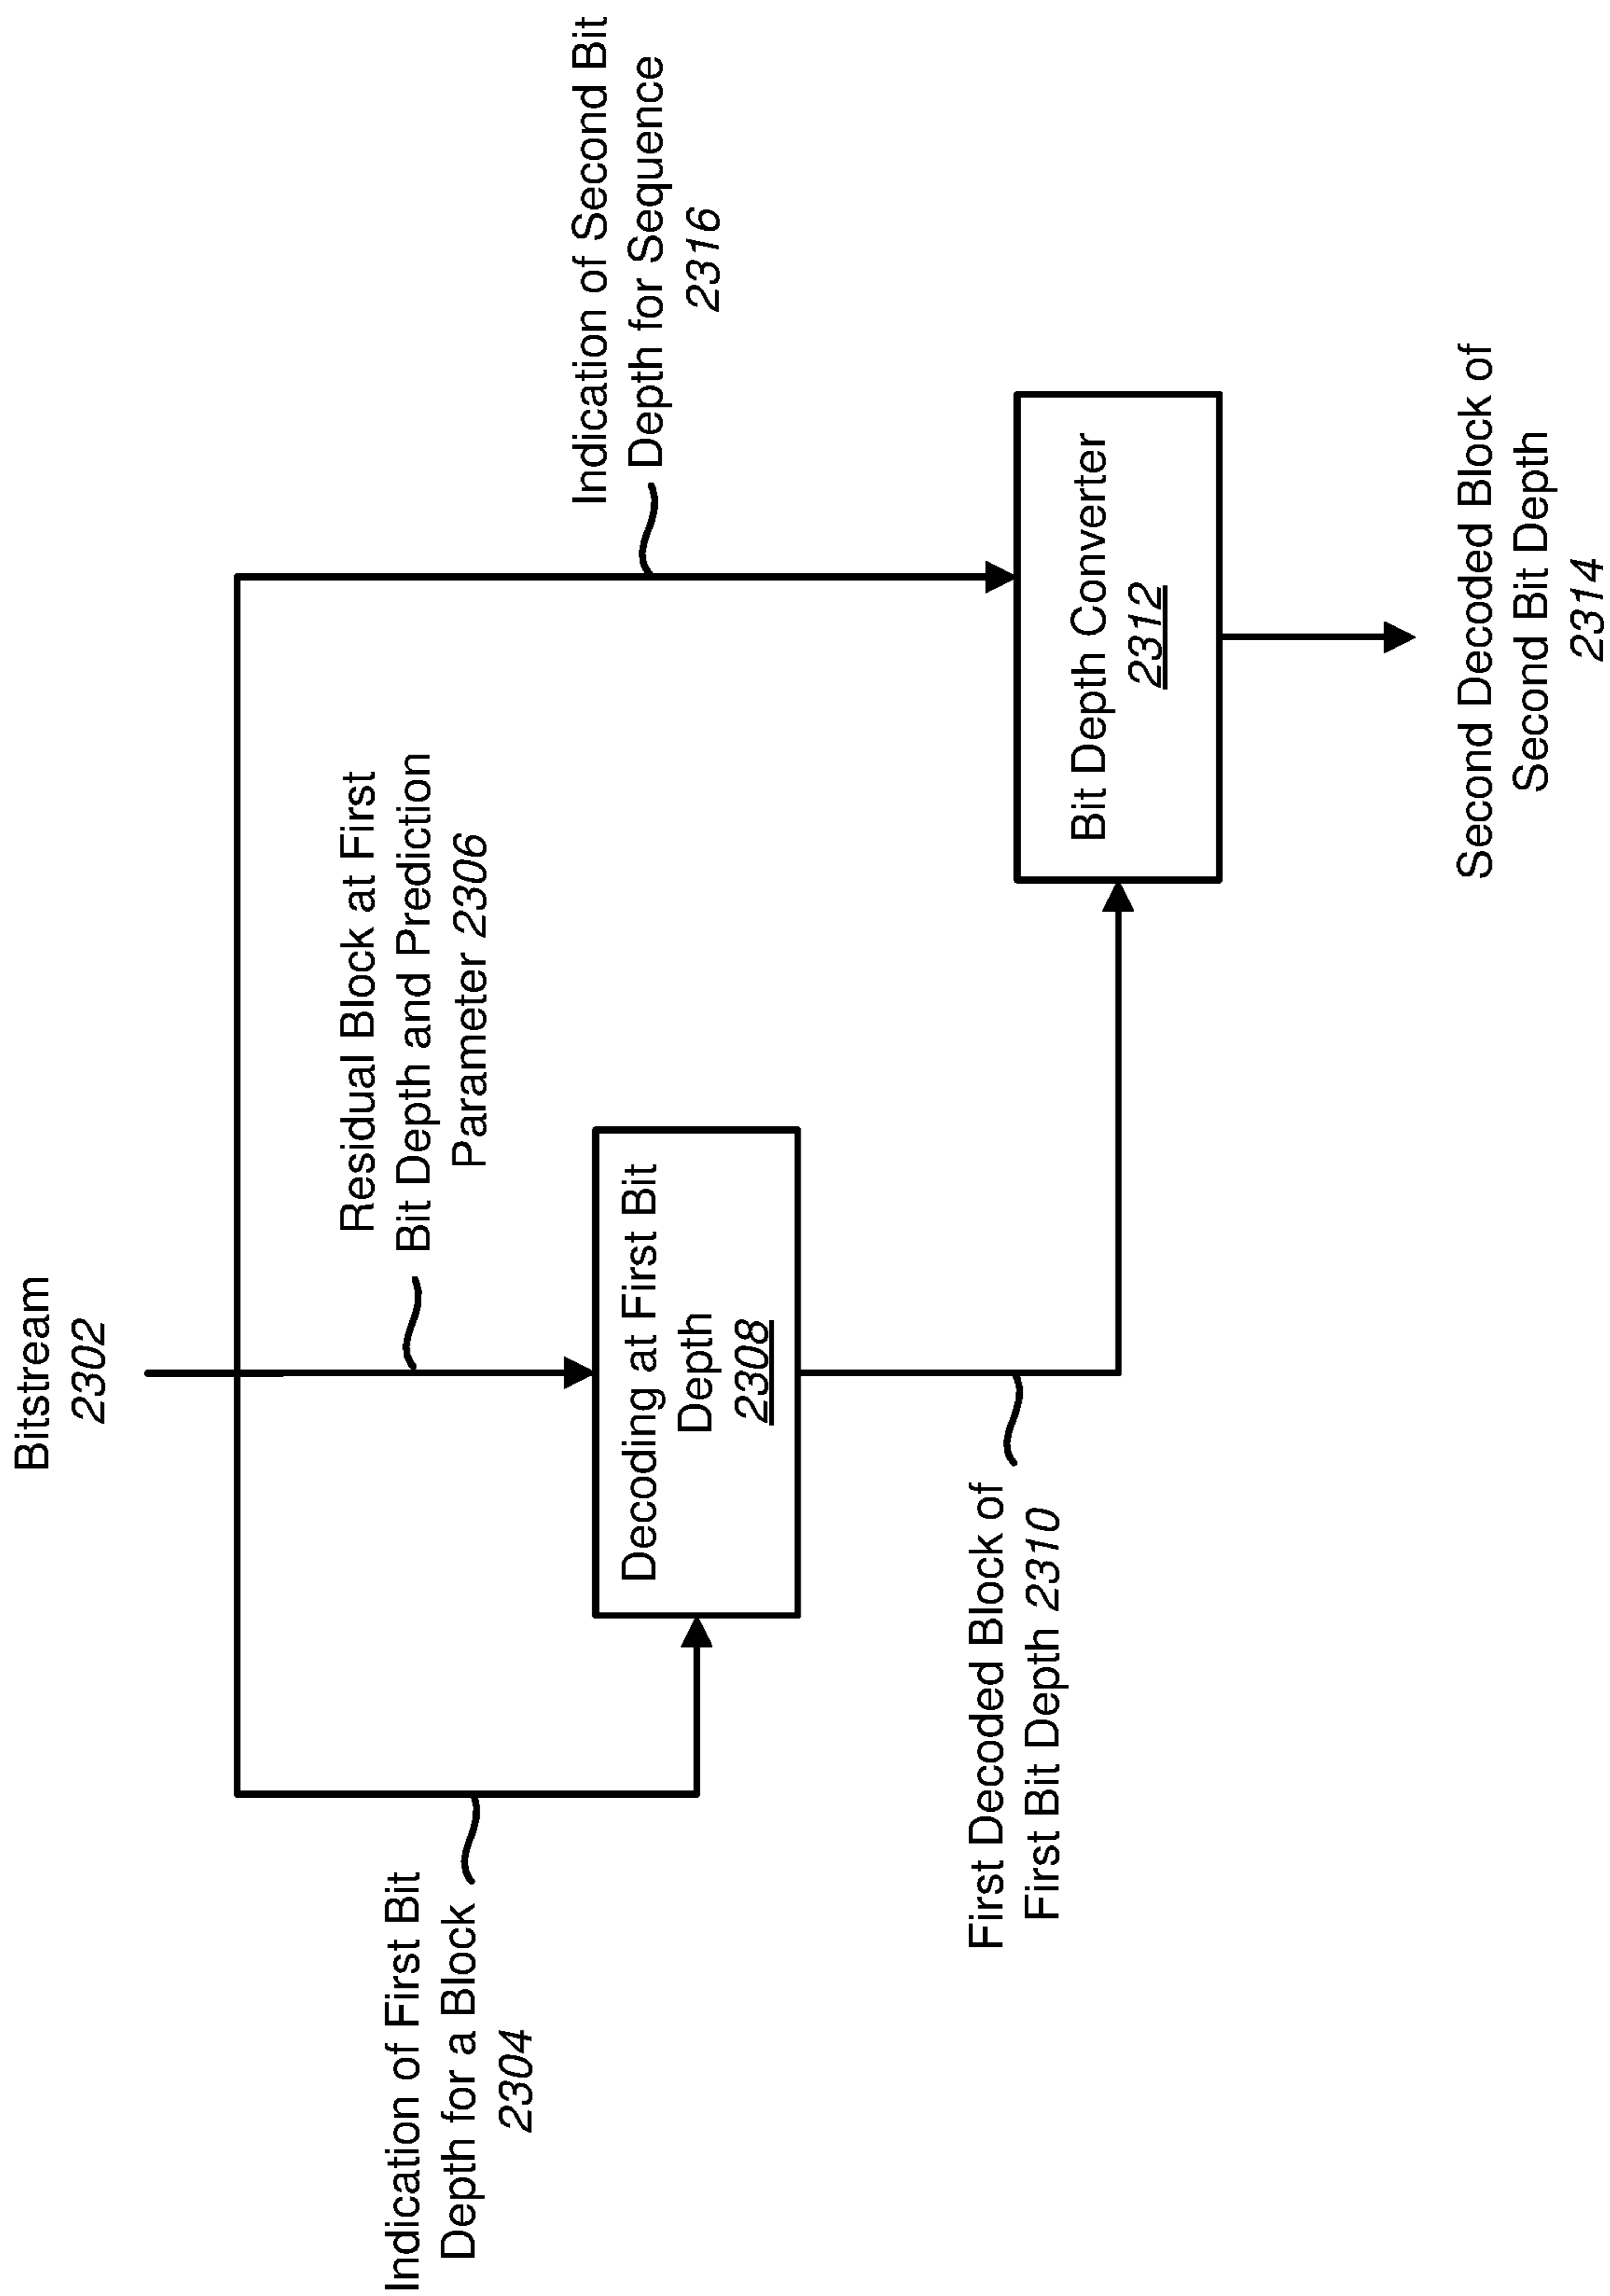 Bitstream
2302
Indication of First Bit
Depth for a Block
2304
Residual Block at First
Bit Depth and Prediction
Parameter 2306
Indication of Second Bit
Depth for Sequence
2316
Decoding at First Bit
Depth
2308
First Decoded Block of
First Bit Depth 2310
Bit Depth Converter
2312
Second Decoded Block of
Second Bit Depth
2314